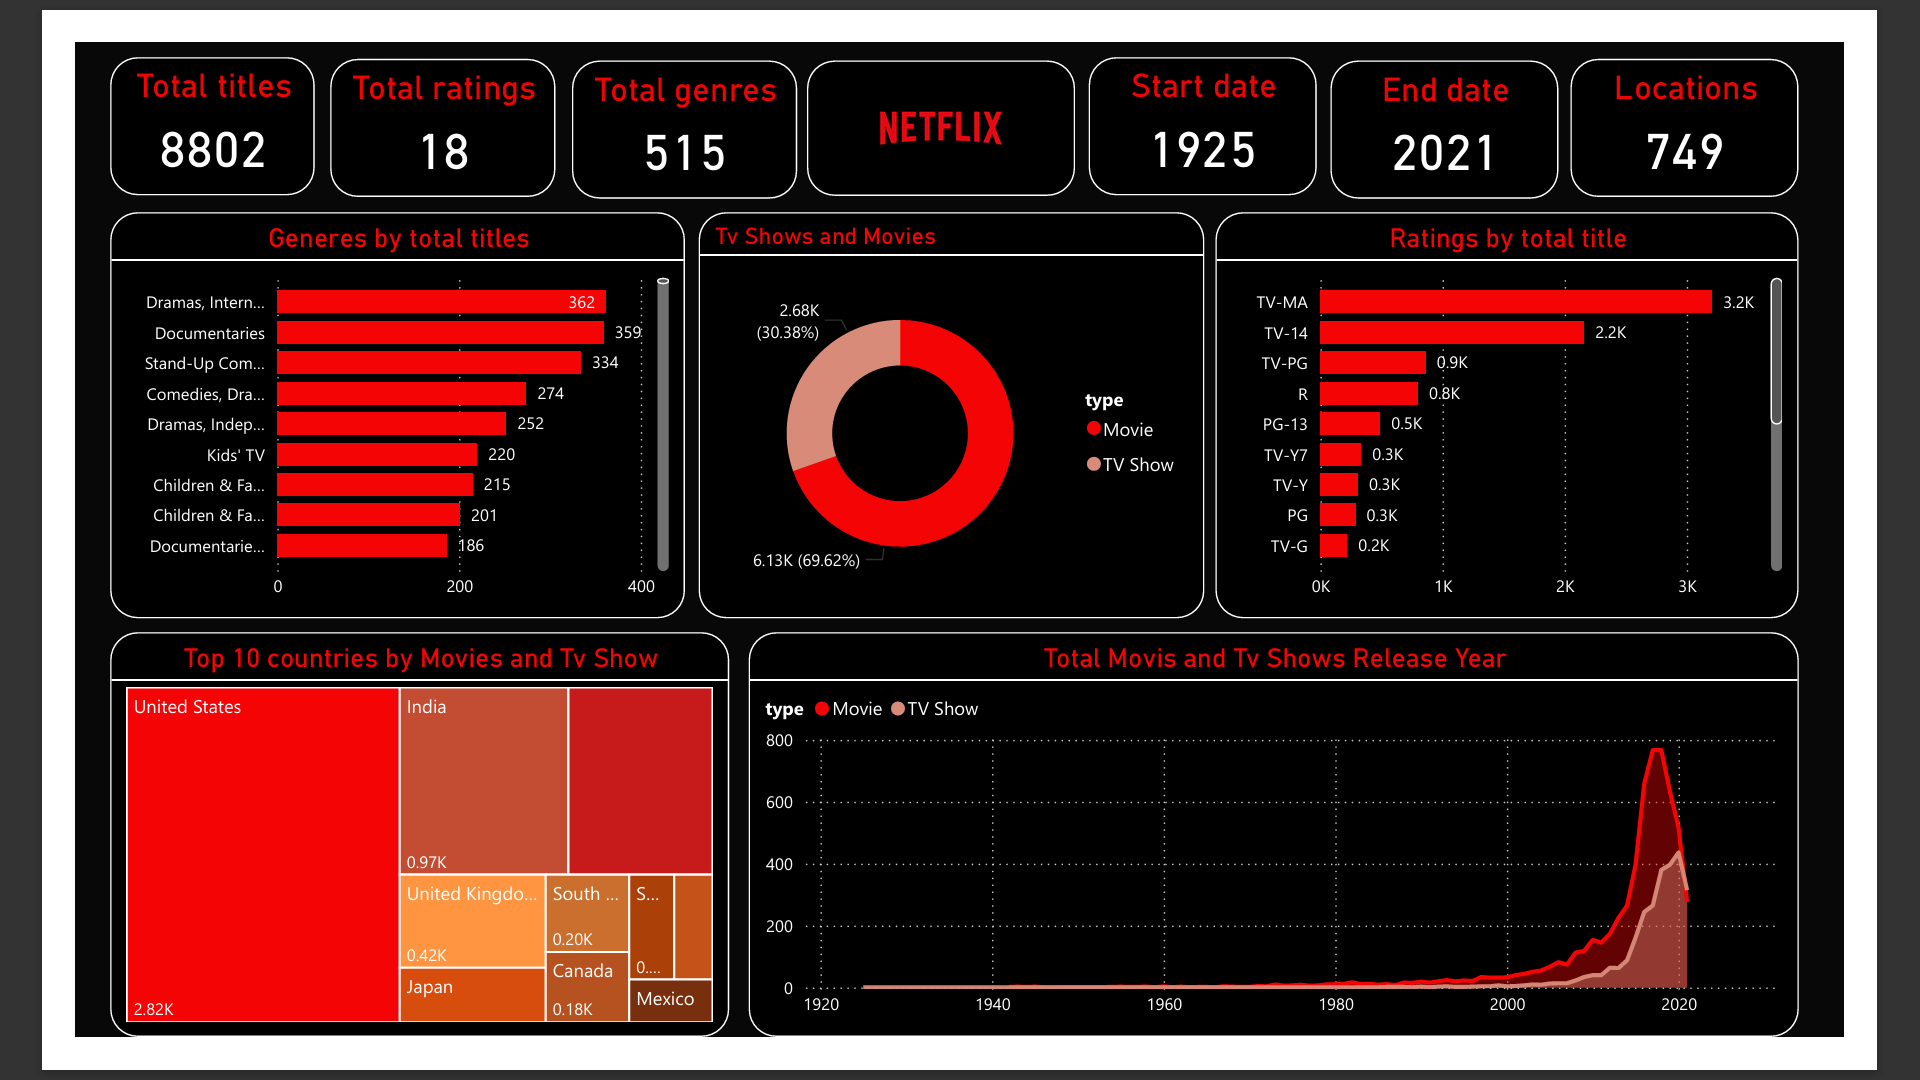 Total titles
8802
Total ratings
18
Total genres
515
NETFLIX
Start date
1925
End date
2021
Locations
749
Generes by total titles
Dramas, Intern... 362
Documentaries 359
Stand-Up Com... 334
Comedies, Dra... 274
Dramas, Indep... 252
Kids' TV 220
Children & Fa... 215
Children & Fa... 201
Documentarie... 186
0 200 400
Tv Shows and Movies
2.68K
(30.38%)
6.13K (69.62%)
type
Movie
TV Show
Ratings by total title
TV-MA 3.2K
TV-14 2.2K
TV-PG 0.9K
R 0.8K
PG-13 0.5K
TV-Y7 0.3K
TV-Y 0.3K
PG 0.3K
TV-G 0.2K
0K 1K 2K 3K
Top 10 countries by Movies and Tv Show
United States
2.82K
India
0.97K
United Kingdo...
0.42K
Japan
South ...
0.20K
Canada
0.18K
S...
0....
Mexico
Total Movis and Tv Shows Release Year
type Movie TV Show
800
600
400
200
0
1920 1940 1960 1980 2000 2020